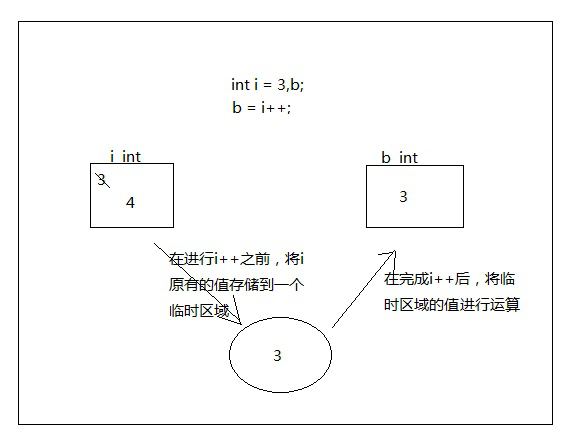 int i = 3,b;
b = i++;
i  int
b  int
3
4
3
在进行i++之前，将i
原有的值存储到一个
临时区域
在完成i++后，将临
时区域的值进行运算
3